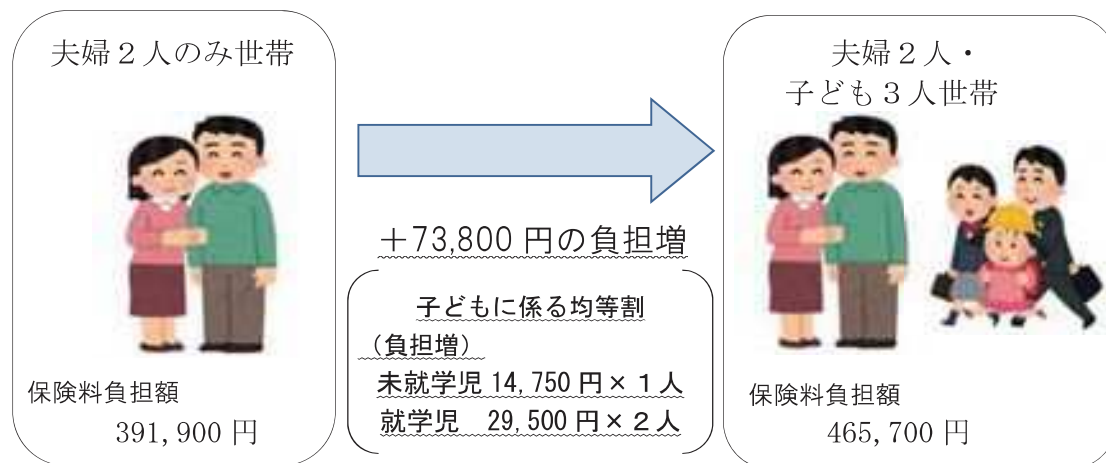 夫婦２人のみ世帯
保険料負担額
391,900 円
＋73,800 円の負担増
子どもに係る均等割
（負担増）
未就学児 14,750 円×１人
就学児　29,500 円×２人
夫婦２人・
子ども３人世帯
保険料負担額
465,700 円